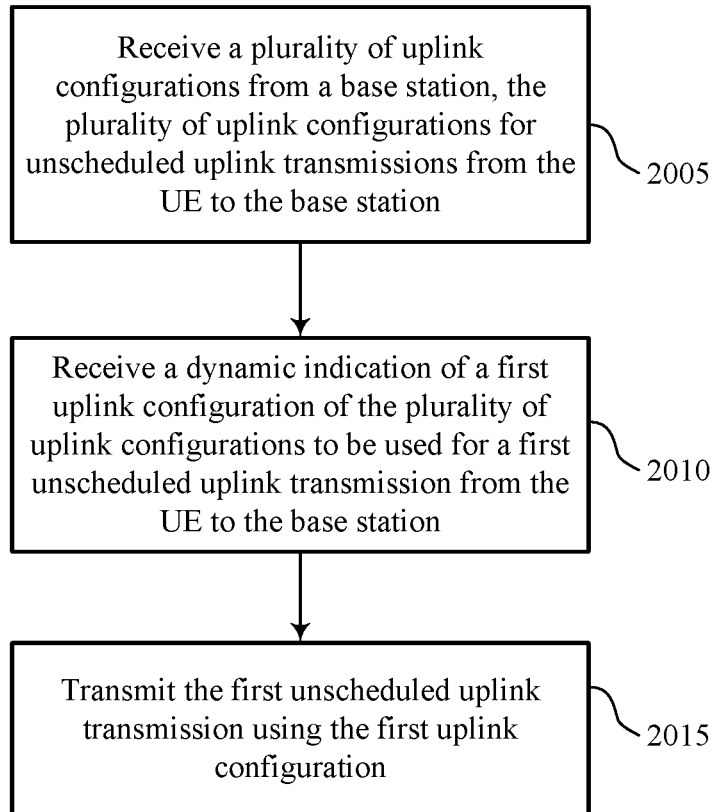 Receive a plurality of uplink
configurations from a base station, the
plurality of uplink configurations for
unscheduled uplink transmissions from the
UE to the base station
2005
Receive a dynamic indication of a first
uplink configuration of the plurality of
uplink configurations to be used for a first
unscheduled uplink transmission from the
UE to the base station
2010
Transmit the first unscheduled uplink
transmission using the first uplink
configuration
2015